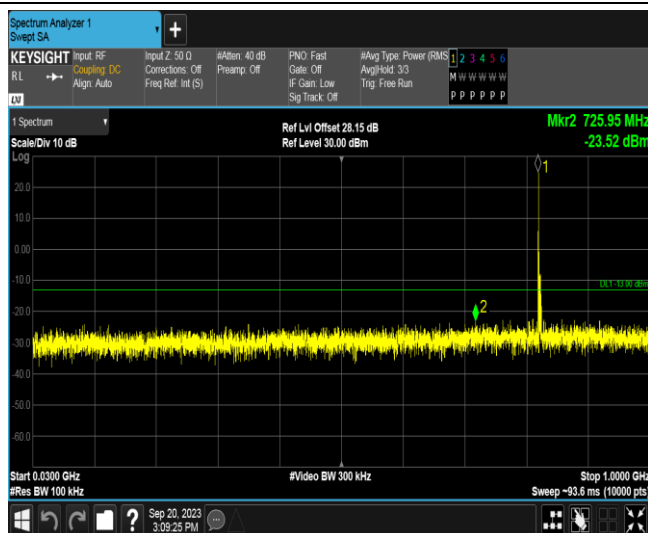 Spectrum Analyzer 1
Swept SA
+
KEYSIGHT
RL
Input: RF
Coupling: DC
Align: Auto
Input Z: 50 Ω
Corrections: Off
Freq Ref: Int (S)
#Atten: 40 dB
Preamp: Off
PNO: Fast
Gate: Off
IF Gain: Low
Sig Track: Off
#Avg Type: Power (RMS
Avg|Hold: 3/3
Trig: Free Run
1 2 3 4 5 6
M W W W W W
P P P P P P
LXI
1 Spectrum
Scale/Div 10 dB
Log
Ref Lvl Offset 28.15 dB
Ref Level 30.00 dBm
Mkr2 725.95 MHz
-23.52 dBm
1
20.0
10.0
0.00
DL1 -13.00 dBm
-10.0
-20.0
2
-30.0
-40.0
-50.0
-60.0
Start 0.0300 GHz
#Res BW 100 kHz
#Video BW 300 kHz
Stop 1.0000 GHz
Sweep ~93.6 ms (10000 pts)
?
Sep 20, 2023
3:09:25 PM